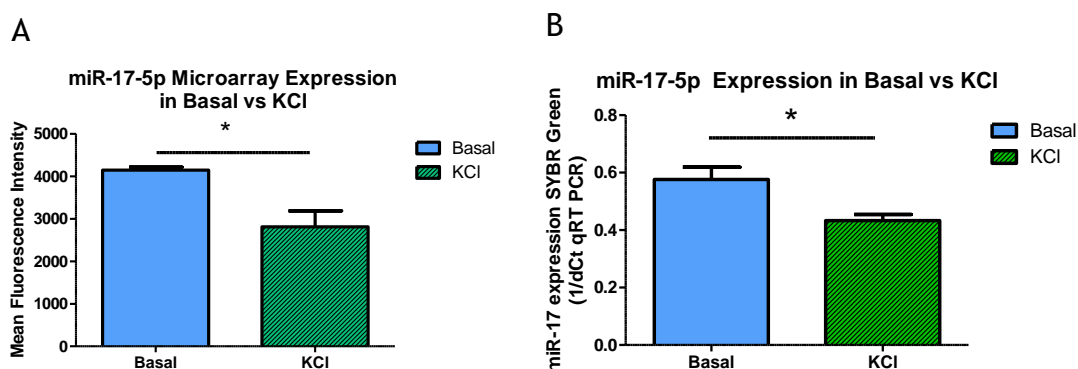 A
miR-17-5p Microarray Expression
in Basal vs KCl
Mean Fluorescence Intensity
5000
4000
3000
2000
1000
0
*
Basal
KCl
Basal
KCl
B
miR-17-5p Expression in Basal vs KCl
miR-17 expression SYBR Green
(1/dCt qRT PCR)
0.8
0.6
0.4
0.2
0.0
*
Basal
KCl
Basal
KCl